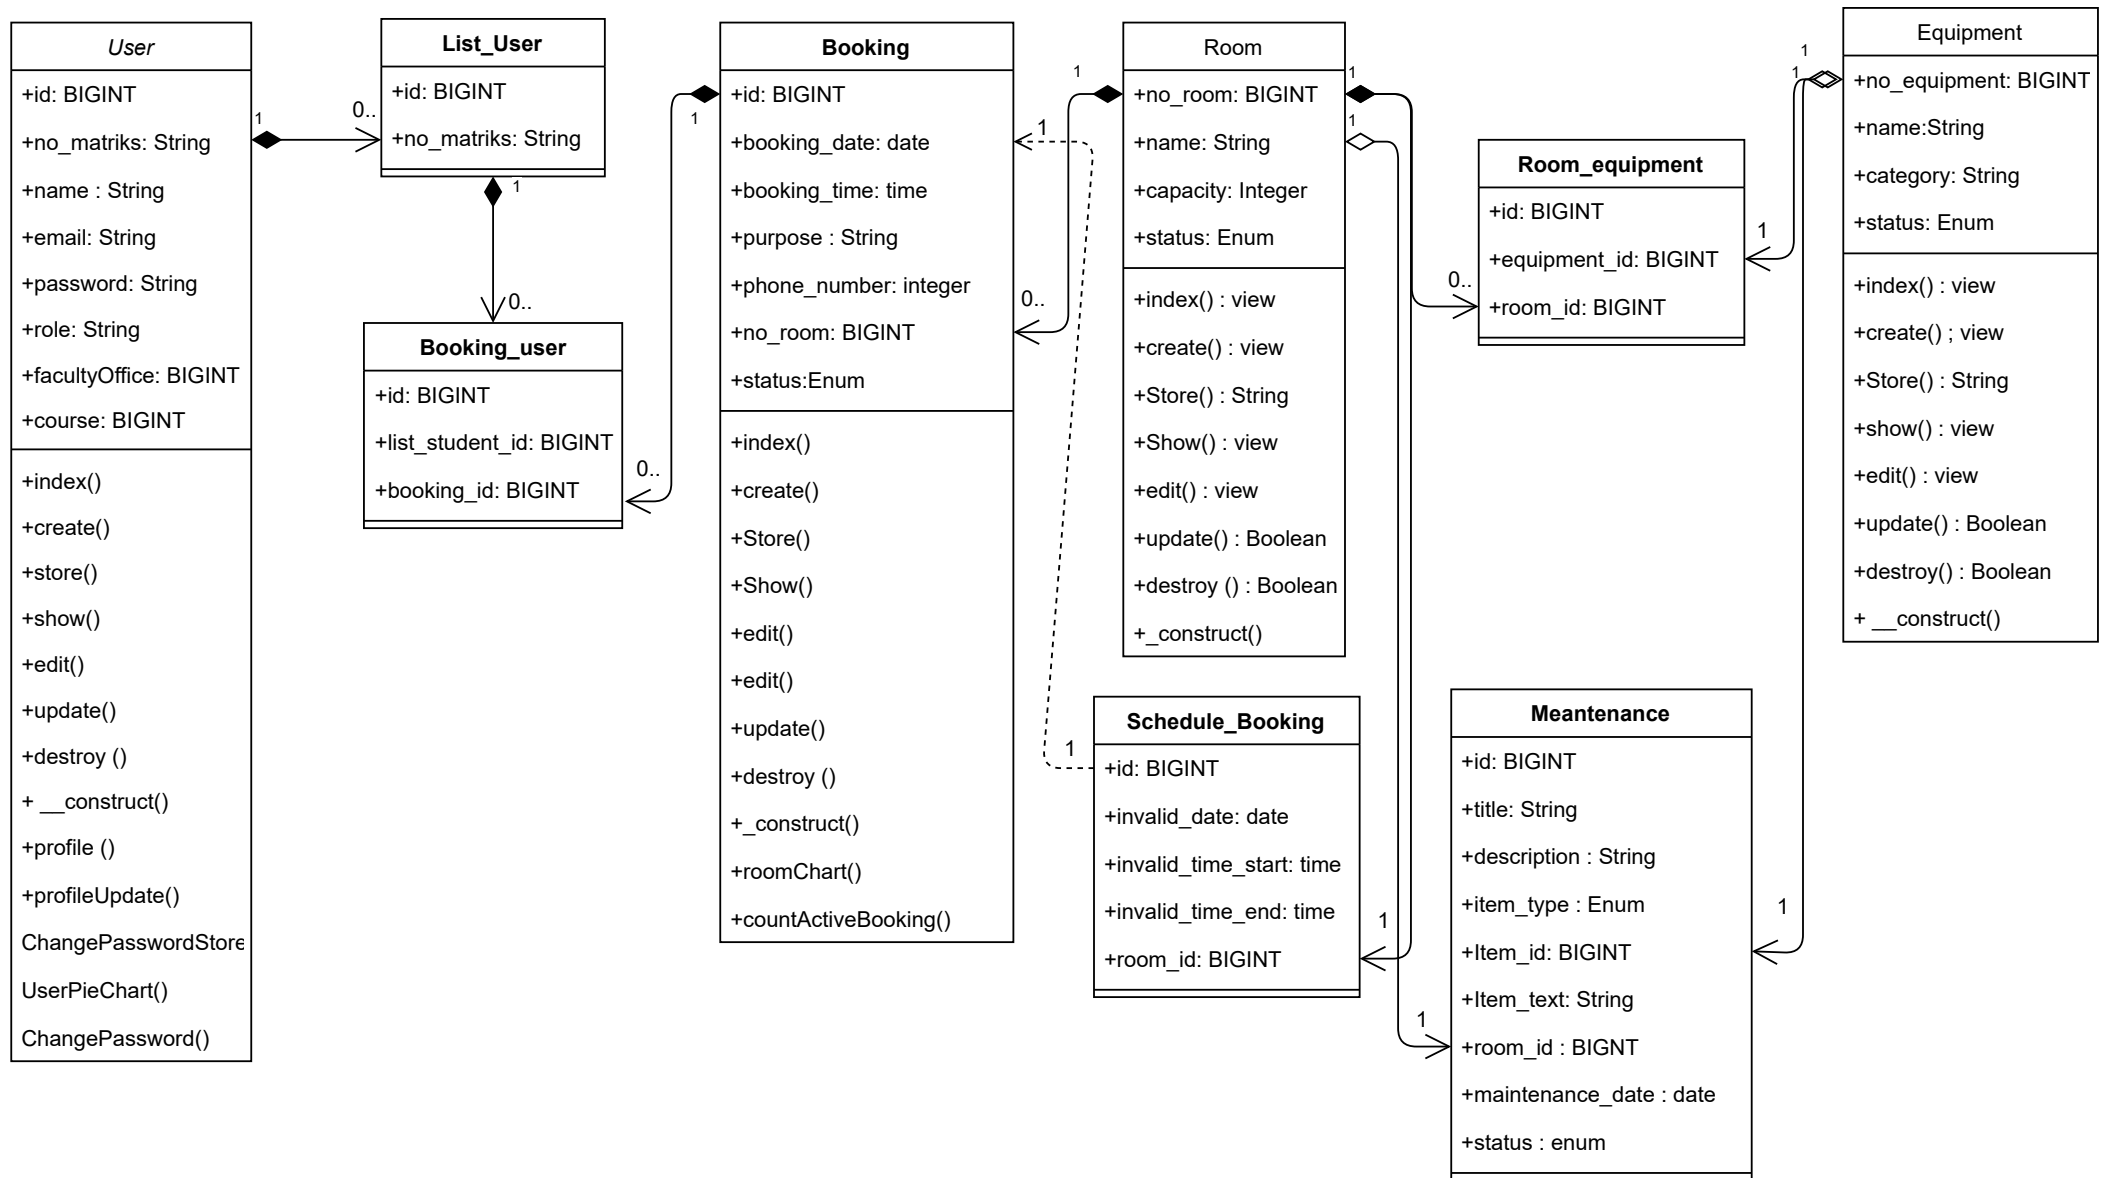 User
+id: BIGINT
+no_matriks: String
+name : String
+email: String
+password: String
+role: String
+facultyOffice: BIGINT
+course: BIGINT
+index()
+create()
+store()
+show()
+edit()
+update()
+destroy ()
+ __construct()
+profile ()
+profileUpdate()
ChangePasswordStore
UserPieChart()
ChangePassword()
1
0..
List_User
+id: BIGINT
+no_matriks: String
1
0..
Booking_user
+id: BIGINT
+list_student_id: BIGINT
+booking_id: BIGINT
1
0..
Booking
+id: BIGINT
+booking_date: date
+booking_time: time
+purpose : String
+phone_number: integer
+no_room: BIGINT
+status:Enum
+index()
+create()
+Store()
+Show()
+edit()
+edit()
+update()
+destroy ()
+_construct()
+roomChart()
+countActiveBooking()
1
1
0..
1
Room
+no_room: BIGINT
+name: String
+capacity: Integer
+status: Enum
+index() : view
+create() : view
+Store() : String
+Show() : view
+edit() : view
+update() : Boolean
+destroy () : Boolean
+_construct()
1
1
0..
1
1
Schedule_Booking
+id: BIGINT
+invalid_date: date
+invalid_time_start: time
+invalid_time_end: time
+room_id: BIGINT
Room_equipment
+id: BIGINT
+equipment_id: BIGINT
+room_id: BIGINT
1
1
1
1
Meantenance
+id: BIGINT
+title: String
+description : String
+item_type : Enum
+Item_id: BIGINT
+Item_text: String
+room_id : BIGNT
+maintenance_date : date
+status : enum
Equipment
+no_equipment: BIGINT
+name:String
+category: String
+status: Enum
+index() : view
+create() ; view
+Store() : String
+show() : view
+edit() : view
+update() : Boolean
+destroy() : Boolean
+ __construct()